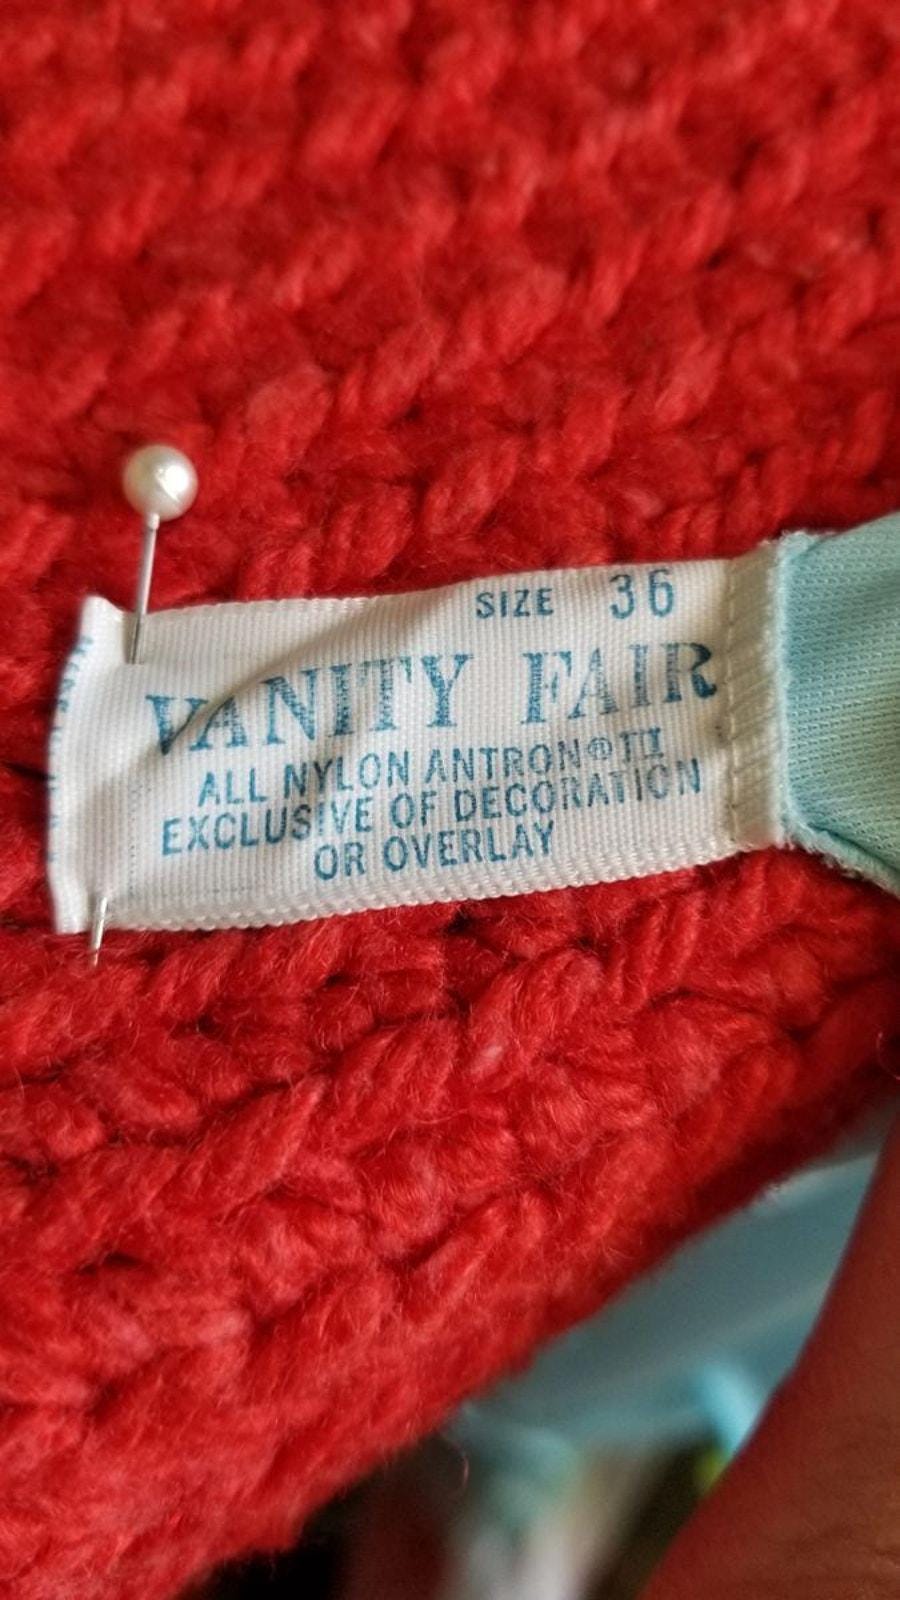 SIZE 36
VANITY FAIR
ALL NYLON ANTRON® III
EXCLUSIVE OF DECORATION
OR OVERLAY